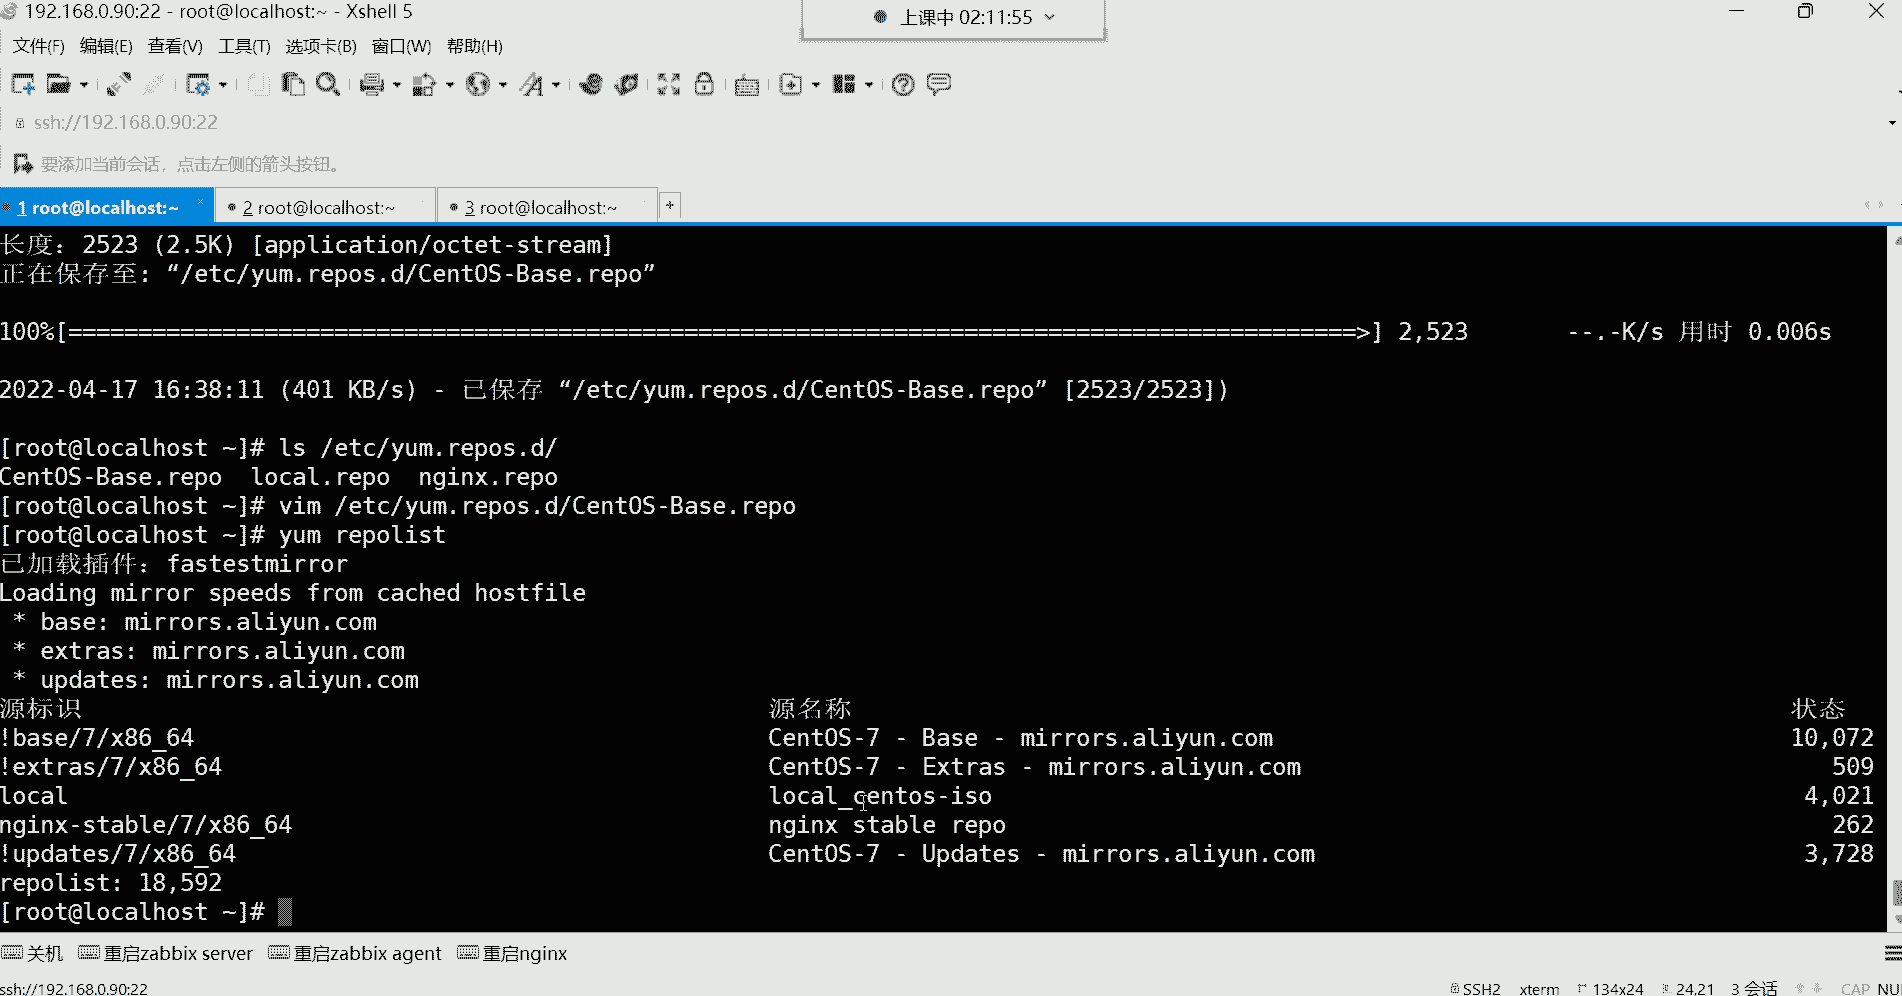 192.168.0.90:22 - root@localhost:~ - Xshell 5
上课中 02:11:55
文件(F) 编辑(E) 查看(V) 工具(T) 选项卡(B) 窗口(W) 帮助(H)
ssh://192.168.0.90:22
要添加当前会话，点击左侧的箭头按钮。
1 root@localhost:~ 2 root@localhost:~ 3 root@localhost:~
长度：2523 (2.5K) [application/octet-stream]
正在保存至: “/etc/yum.repos.d/CentOS-Base.repo”
100%[============================================================================================>] 2,523 --.-K/s 用时 0.006s
2022-04-17 16:38:11 (401 KB/s) - 已保存 “/etc/yum.repos.d/CentOS-Base.repo” [2523/2523])
[root@localhost ~]# ls /etc/yum.repos.d/
CentOS-Base.repo local.repo nginx.repo
[root@localhost ~]# vim /etc/yum.repos.d/CentOS-Base.repo
[root@localhost ~]# yum repolist
已加载插件：fastestmirror
Loading mirror speeds from cached hostfile
* base: mirrors.aliyun.com
* extras: mirrors.aliyun.com
* updates: mirrors.aliyun.com
源标识 源名称 状态
!base/7/x86_64 CentOS-7 - Base - mirrors.aliyun.com 10,072
!extras/7/x86_64 CentOS-7 - Extras - mirrors.aliyun.com 509
local local_centos-iso 4,021
nginx-stable/7/x86_64 nginx stable repo 262
!updates/7/x86_64 CentOS-7 - Updates - mirrors.aliyun.com 3,728
repolist: 18,592
[root@localhost ~]#
关机 重启zabbix server 重启zabbix agent 重启nginx
ssh://192.168.0.90:22 SSH2 xterm 134x24 24,21 3 会话 CAP NU